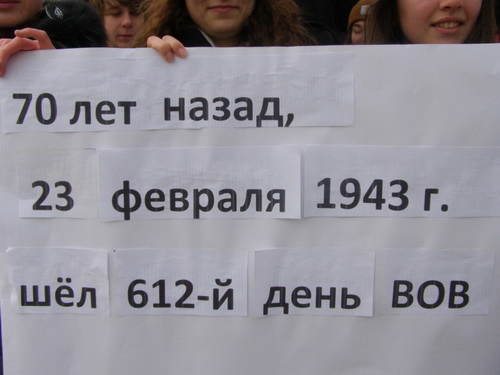 70 лет назад,
23 февраля 1943 г.
шёл 612-й день ВОВ